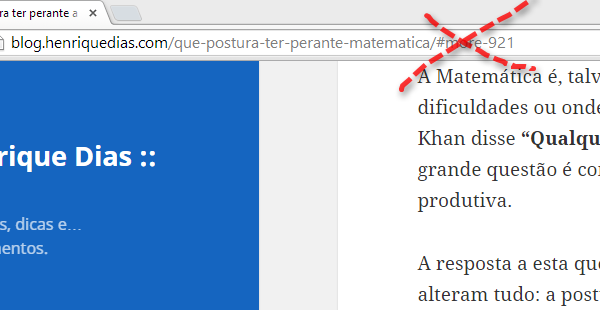 ura ter perante a
blog.henriquedias.com/que-postura-ter-perante-matematica/#more-921
A Matemática é, talv
dificuldades ou onde
Khan disse “Qualqu
grande questão é co
produtiva.
A resposta a esta que
alteram tudo: a post
rique Dias ::
s, dicas e…
mentos.